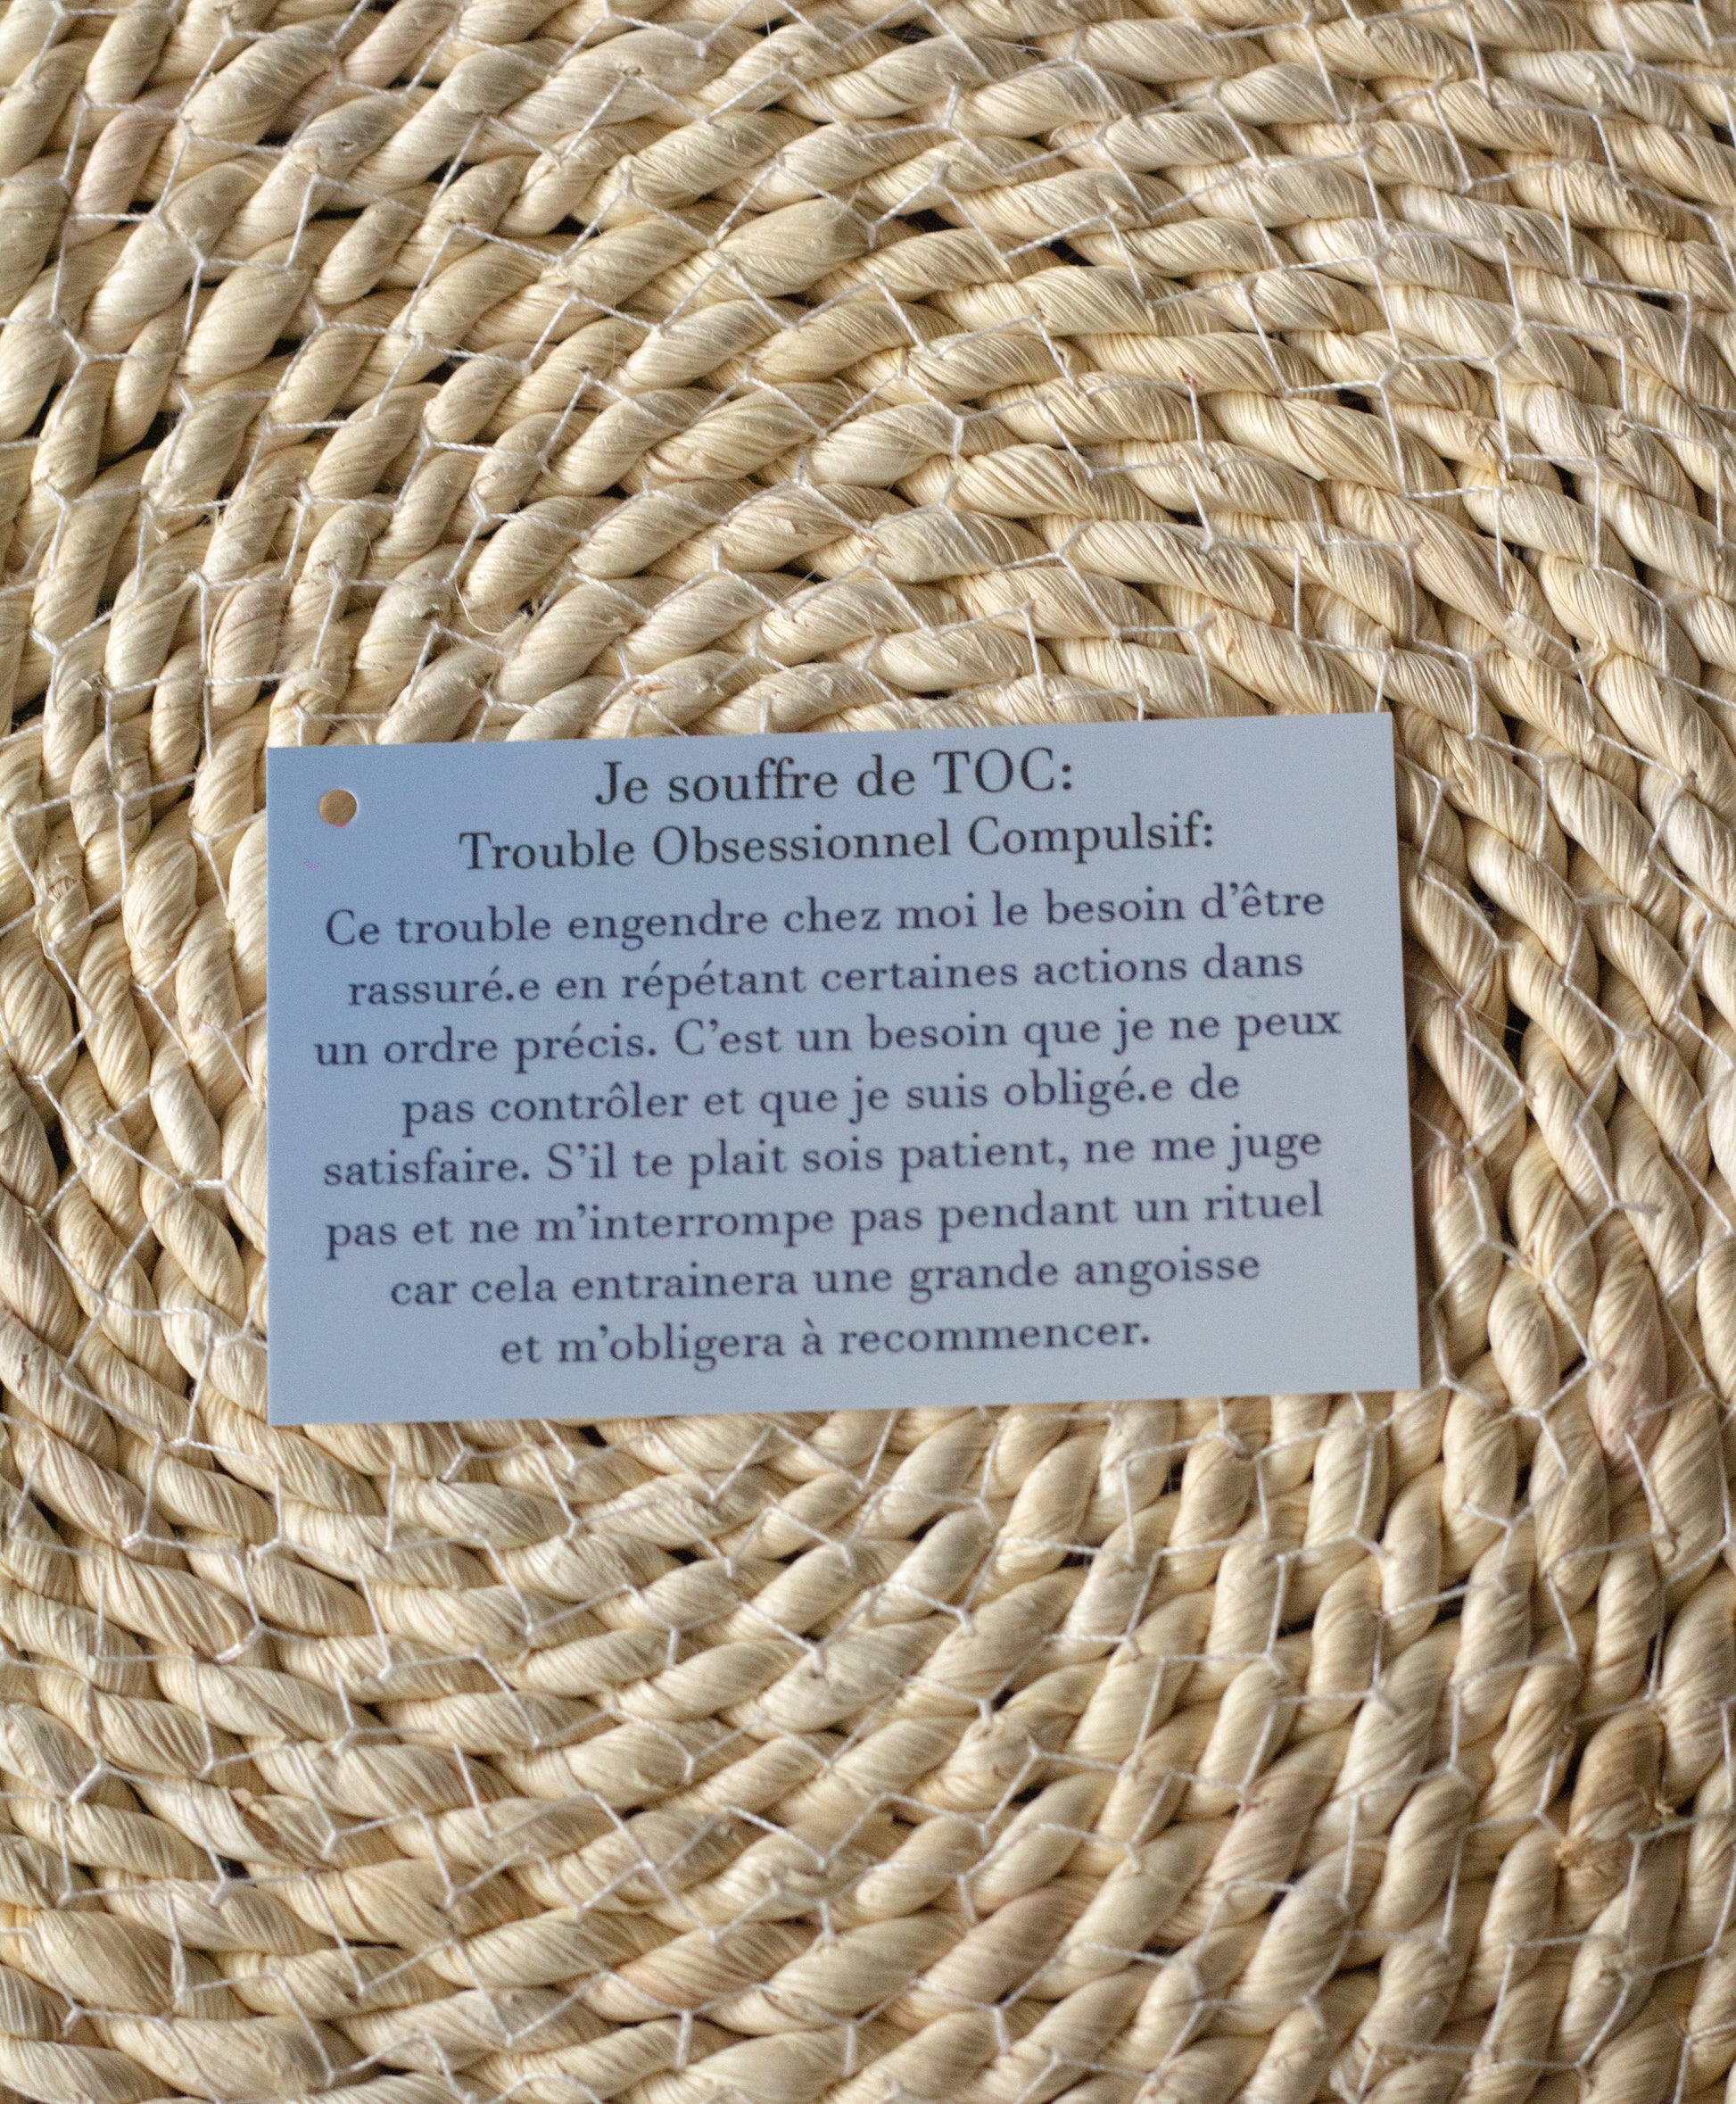 Je souffre de TOC:
Trouble Obsessionnel Compulsif:
Ce trouble engendre chez moi le besoin d’être
rassuré.e en répétant certaines actions dans
un ordre précis. C’est un besoin que je ne peux
pas contrôler et que je suis obligé.e de
satisfaire. S’il te plait sois patient, ne me juge
pas et ne m’interrompe pas pendant un rituel
car cela entrainera une grande angoisse
et m’obligera à recommencer.